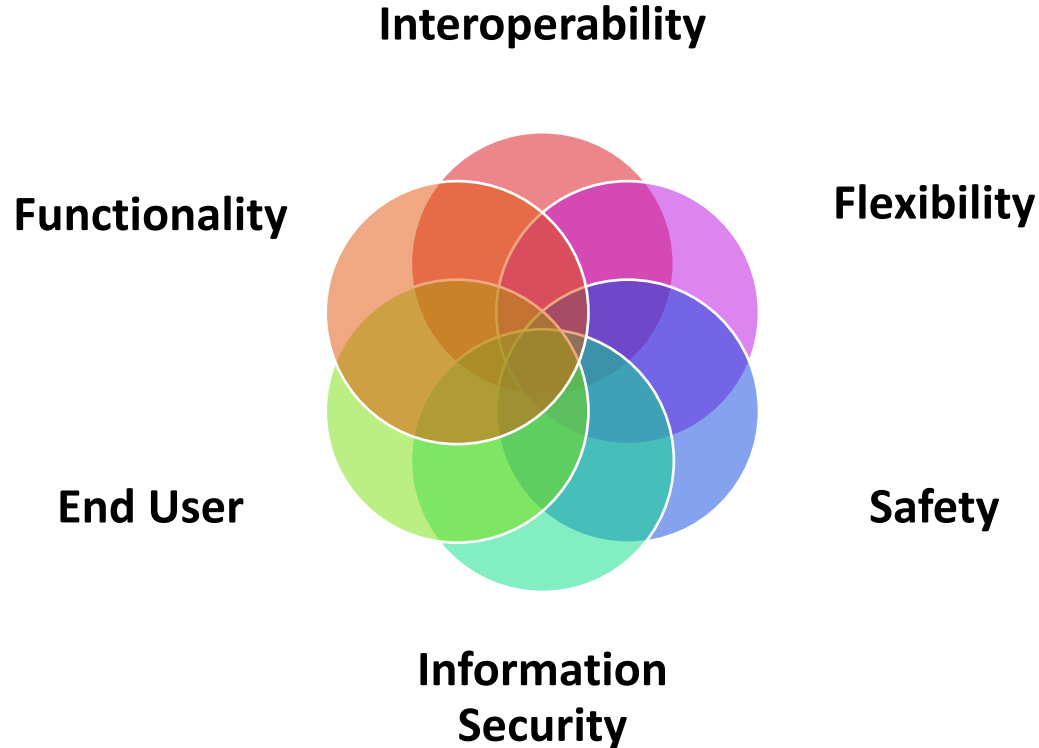 Interoperability
Functionality
Flexibility
End User
Safety
Information
Security